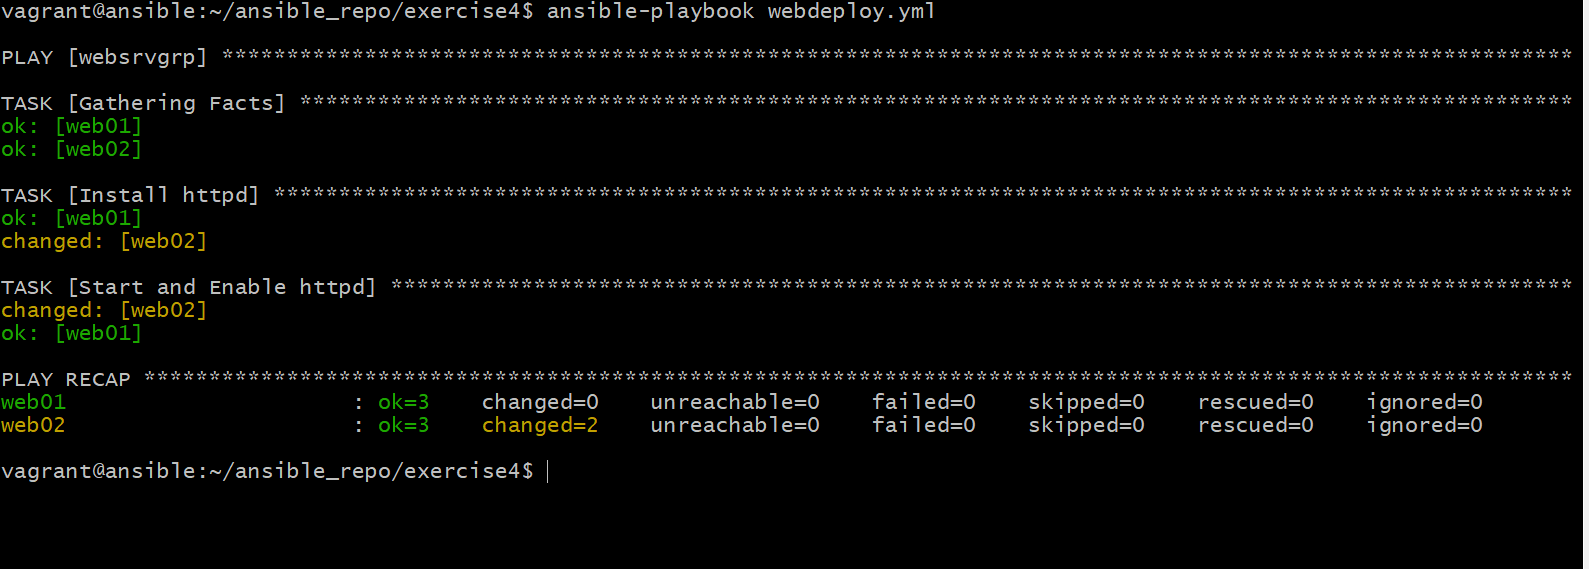 vagrant@ansible:~/ansible_repo/exercise4$ ansible-playbook webdeploy.yml
PLAY [websrvgrp] ********************************************************************************************************
TASK [Gathering Facts] **************************************************************************************************
ok: [web01]
ok: [web02]
TASK [Install httpd] ****************************************************************************************************
ok: [web01]
changed: [web02]
TASK [Start and Enable httpd] *******************************************************************************************
changed: [web02]
ok: [web01]
PLAY RECAP **************************************************************************************************************
web01                      : ok=3    changed=0    unreachable=0    failed=0    skipped=0    rescued=0    ignored=0
web02                      : ok=3    changed=2    unreachable=0    failed=0    skipped=0    rescued=0    ignored=0
vagrant@ansible:~/ansible_repo/exercise4$